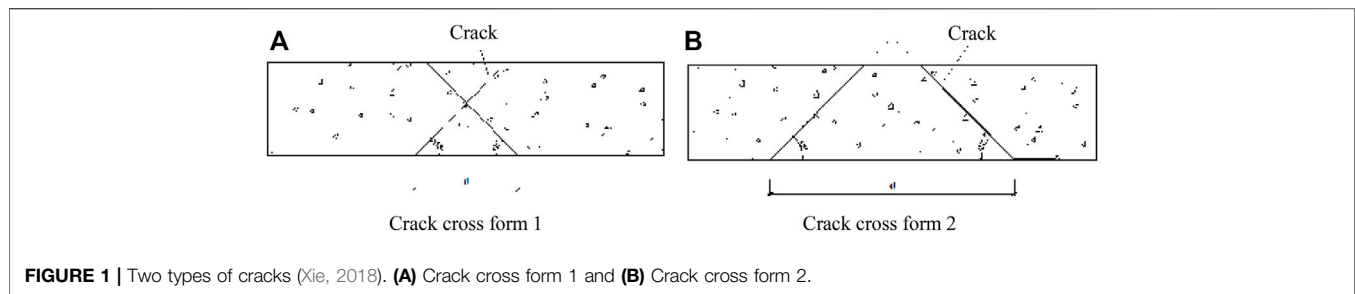 A
Crack
Crack cross form 1
B
Crack
Crack cross form 2
FIGURE 1 | Two types of cracks (Xie, 2018). (A) Crack cross form 1 and (B) Crack cross form 2.